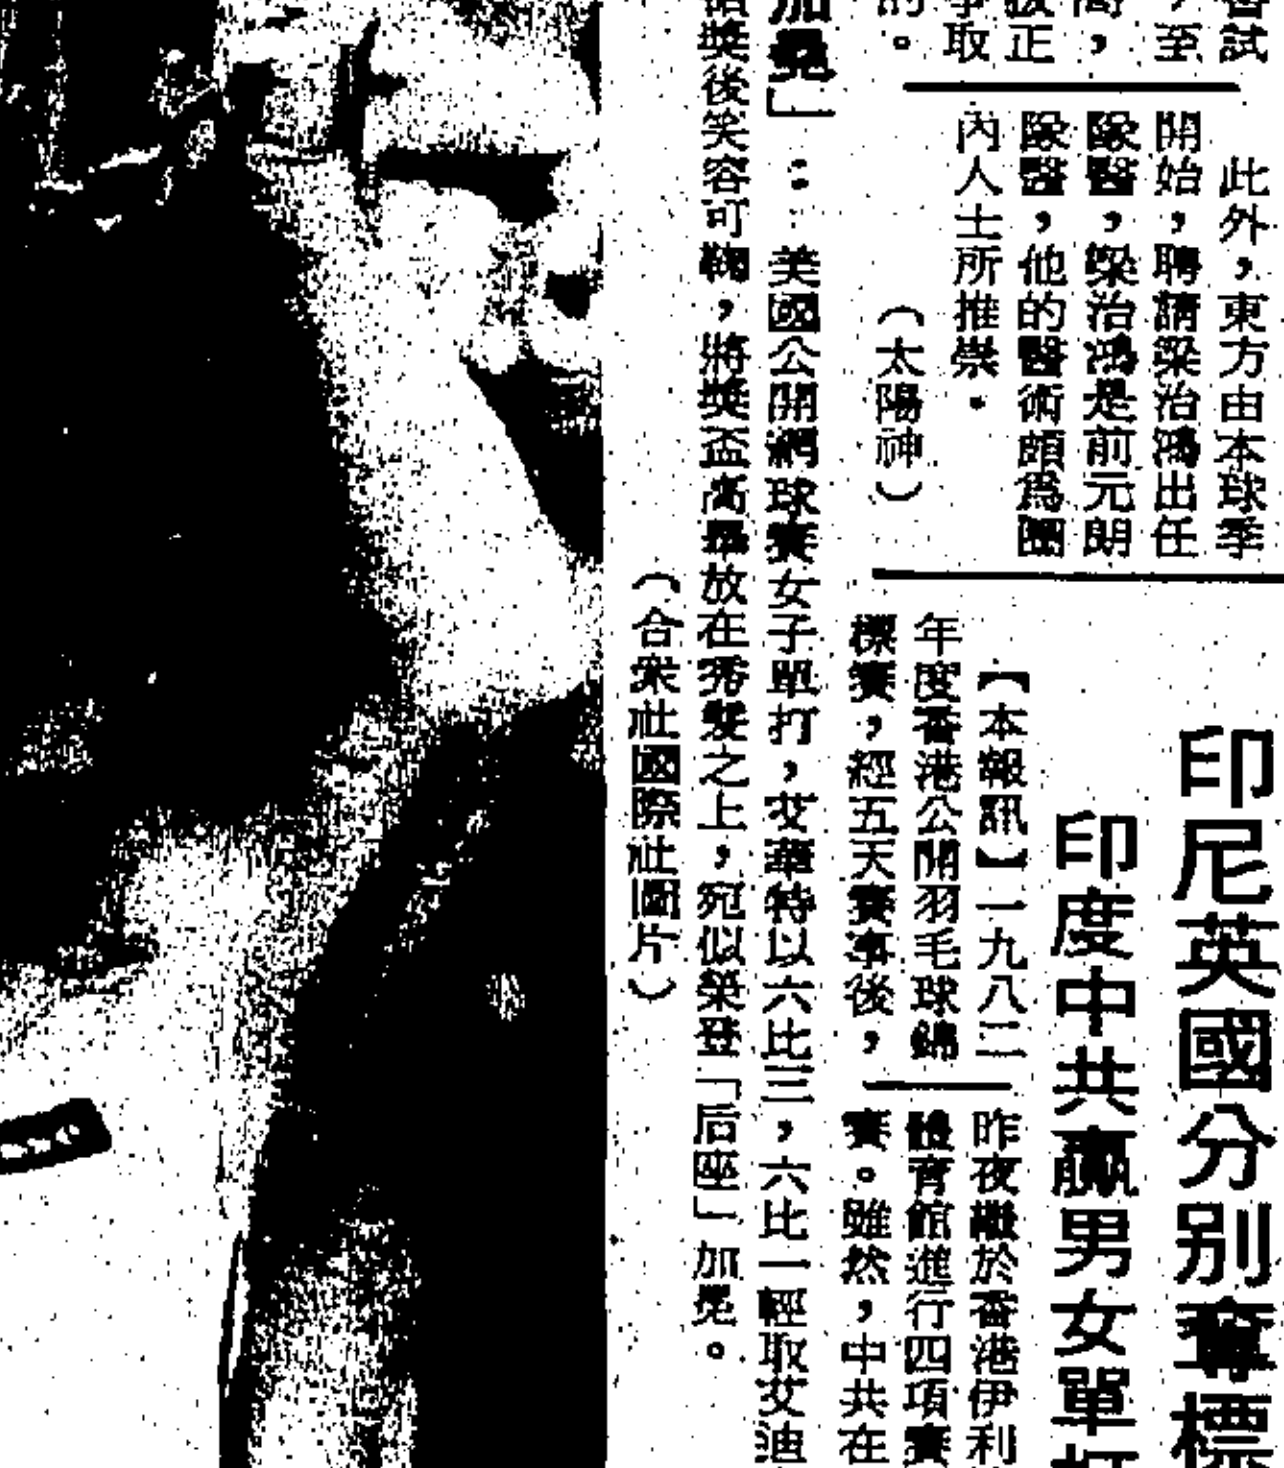 試
，至
高，
拔正
爭取
的。
此外，東方由本球季
開始，聘請梁治鴻出任
隊醫，梁治鴻是前元朗
隊醫，他的醫術頗爲圈
內人士所推崇。
（太陽神）
加冕」：美國公開網球賽女子單打，艾華特以六比三，六比一輕取艾迪
獎後笑容可鞠，將獎盃高舉放在秀髮之上，宛似榮登「后座」加冕。
（合衆社國際社圖片）
印尼英國分別奪標
印度中共贏男女單打
【本報訊】一九八二
年度香港公開羽毛球錦
標賽，經五天賽事後，
昨夜繼於香港伊利
體育館進行四項賽
賽。雖然，中共在